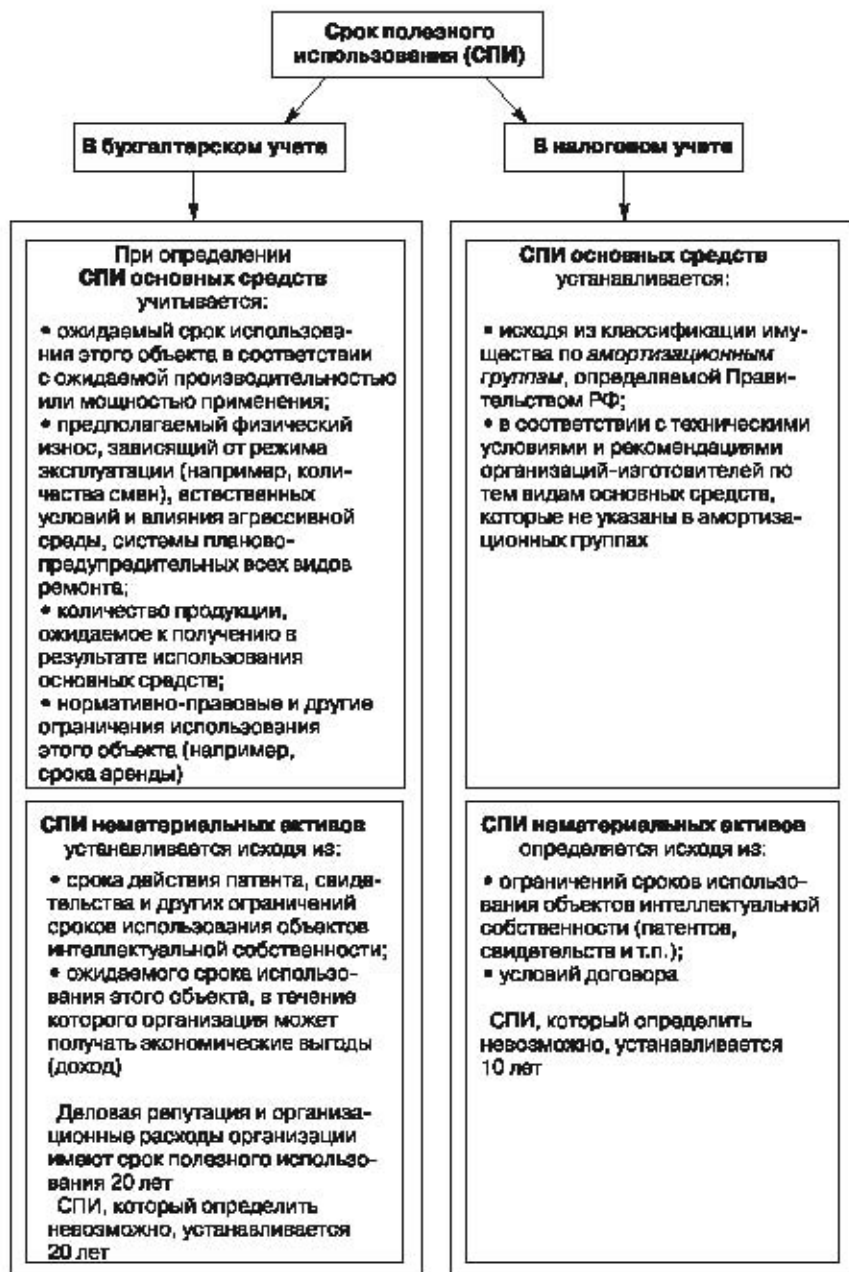 Срок полезного
использования (СПИ)
В бухгалтерском учете
В налоговом учете
При определении
СПИ основных средств
учитывается:
• ожидаемый срок использова-
ния этого объекта в соответствии
с ожидаемой производительностью
или мощностью применения;
• предполагаемый физический
износ, зависящий от режима
эксплуатации (например, коли-
чества смен), естественных
условий и влияния агрессивной
среды, системы планово-
предупредительных всех видов
ремонта;
• количество продукции,
ожидаемое к получению в
результате использования
основных средств;
• нормативно-правовые и другие
ограничения использования
этого объекта (например,
срока аренды)
СПИ нематериальных активов
устанавливается исходя из:
• срока действия патента, свиде-
тельства и других ограничений
сроков использования объектов
интеллектуальной собственности;
• ожидаемого срока использо-
вания этого объекта, в течение
которого организация может
получать экономические выгоды
(доход)
Деловая репутация и организа-
ционные расходы организации
имеют срок полезного использо-
вания 20 лет
СПИ, который определить
невозможно, устанавливается
20 лет
СПИ основных средств
устанавливается:
• исходя из классификации иму-
щества по амортизационным
группам, определяемой Прави-
тельством РФ;
• в соответствии с техническими
условиями и рекомендациями
организаций-изготовителей по
тем видам основных средств,
которые не указаны в амортиза-
ционных группах
СПИ нематериальных активов
определяется исходя из:
• ограничений сроков использо-
вания объектов интеллектуальной
собственности (патентов,
свидетельств и т.п.);
• условий договора
СПИ, который определить
невозможно, устанавливается
10 лет